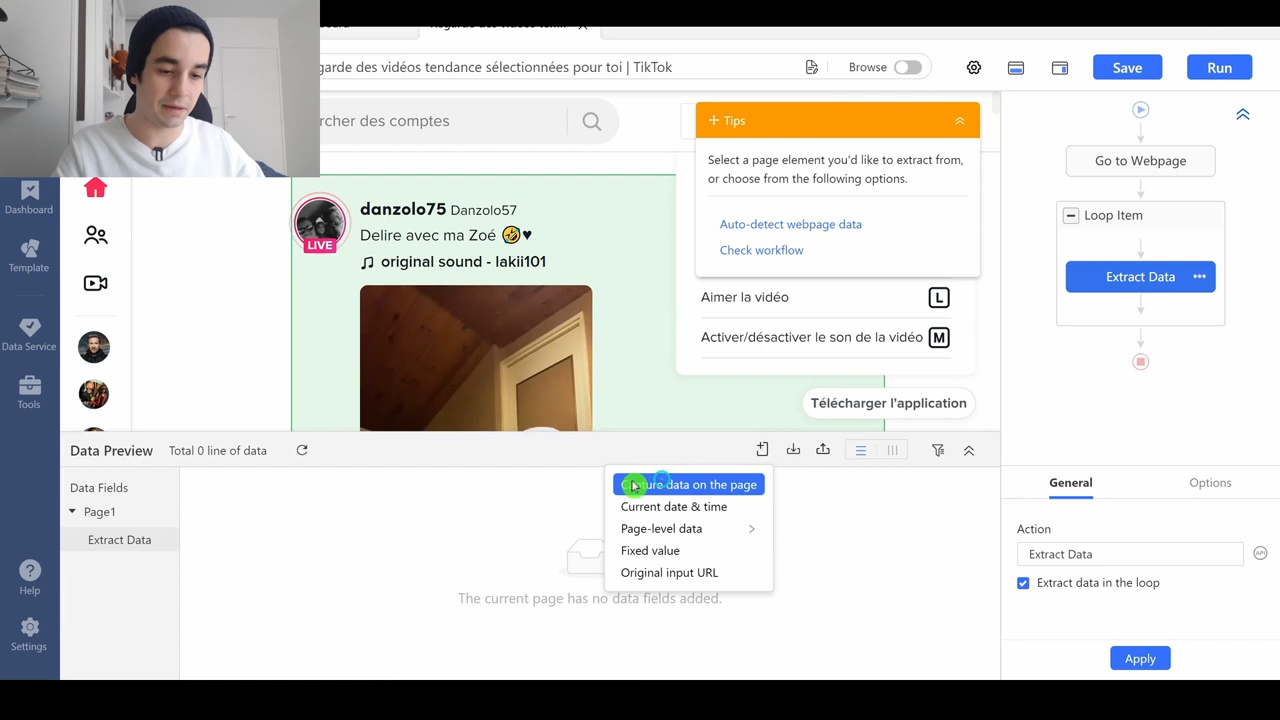 garde des vidéos tendance sélectionnées pour toi | TikTok
Browse
Save
Run
cher des comptes
Tips
Select a page element you'd like to extract from,
or choose from the following options.
Auto-detect webpage data
Check workflow
danzolo75 Danzolo57
Delire avec ma Zoé 🤣♥
original sound - lakii101
LIVE
Aimer la vidéo
L
Activer/désactiver le son de la vidéo
M
Télécharger l'application
Dashboard
Template
Data Service
Tools
Help
Settings
Go to Webpage
Loop Item
Extract Data
Data Preview
Total 0 line of data
Data Fields
Page1
Extract Data
data on the page
Current date & time
Page-level data
Fixed value
Original input URL
The current page has no data fields added.
General
Options
Action
Extract Data
API
Extract data in the loop
Apply